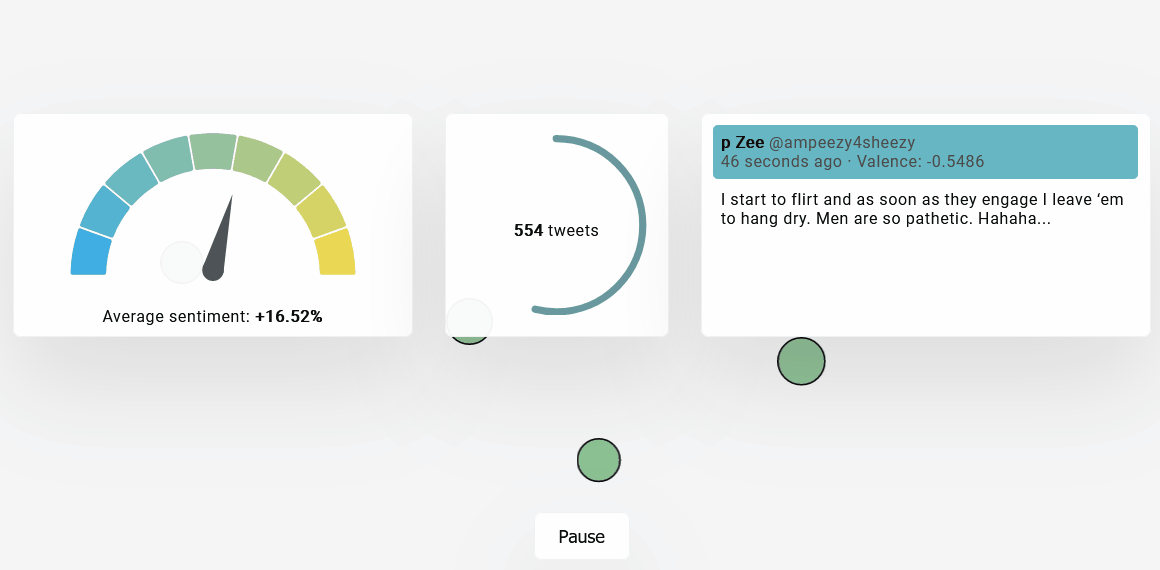 Average sentiment: +16.52%
554 tweets
p Zee @ampeezy4sheezy
46 seconds ago · Valence: -0.5486
I start to flirt and as soon as they engage I leave ‘em
to hang dry. Men are so pathetic. Hahaha...
Pause